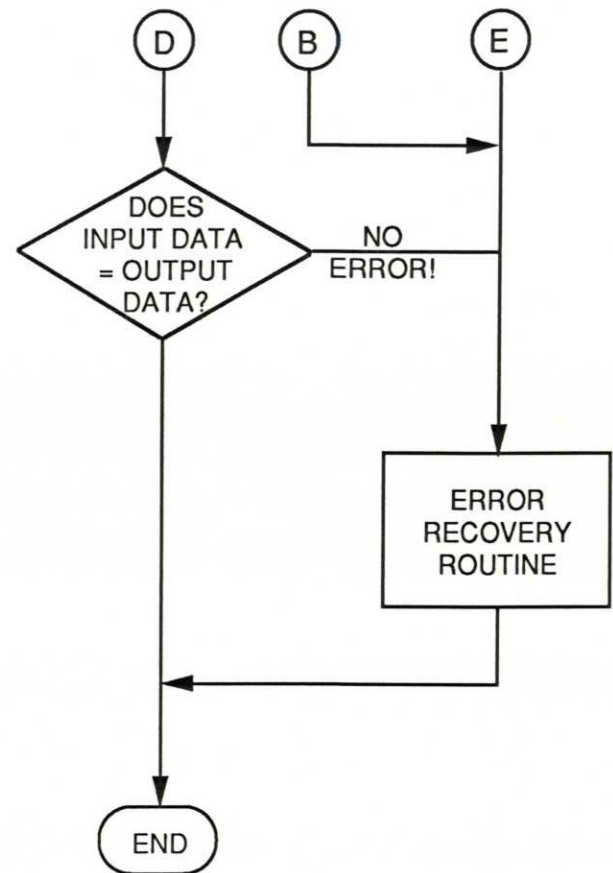 D
B
E
DOES
INPUT DATA
= OUTPUT
DATA?
NO
ERROR!
ERROR
RECOVERY
ROUTINE
END